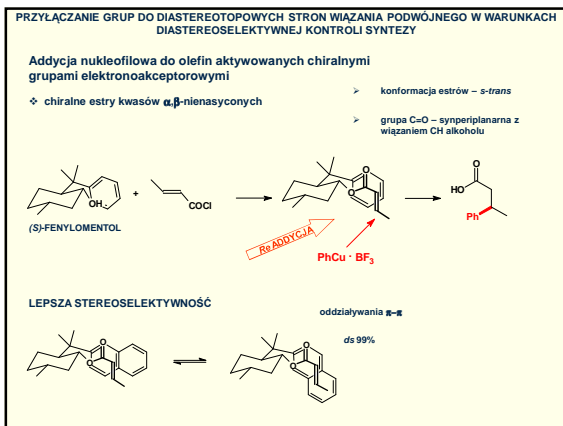 PRZYŁĄCZANIE GRUP DO DIASTEREOTOPOWYCH STRON WIĄZANIA PODWÓJNEGO W WARUNKACH
DIASTEREOSELEKTYWNEJ KONTROLI SYNTEZY
Addycja nukleofilowa do olefin aktywowanych chiralnymi
grupami elektronoakceptorowymi
❖ chiralne estry kwasów α,β-nienasyconych
➢ konformacja estrów – s-trans
➢ grupa C=O – synperiplanarna z
wiązaniem CH alkoholu
OH
+
COCl
O
O
O
HO
Ph
(S)-FENYLOMENTOL
Re ADDYCJA
PhCu · BF3
LEPSZA STEREOSELEKTYWNOŚĆ
oddziaływania π–π
ds 99%
O
O
O
O